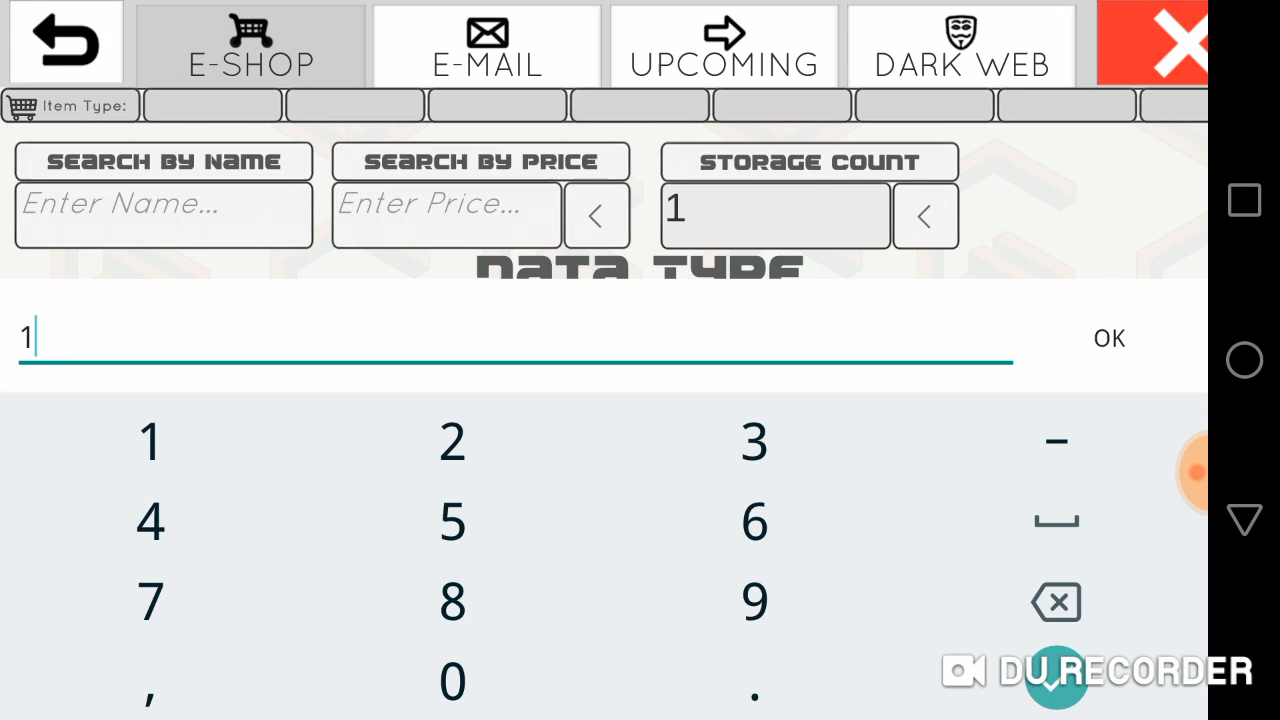 E-SHOP
E-MAIL
UPCOMING
DARK WEB
Item Type:
SEARCH BY NAME
SEARCH BY PRICE
STORAGE COUNT
Enter Name...
Enter Price...
<
1
<
DATA TYPE
1
OK
1 2 3 –
4 5 6
7 8 9
, 0 .
DU RECORDER